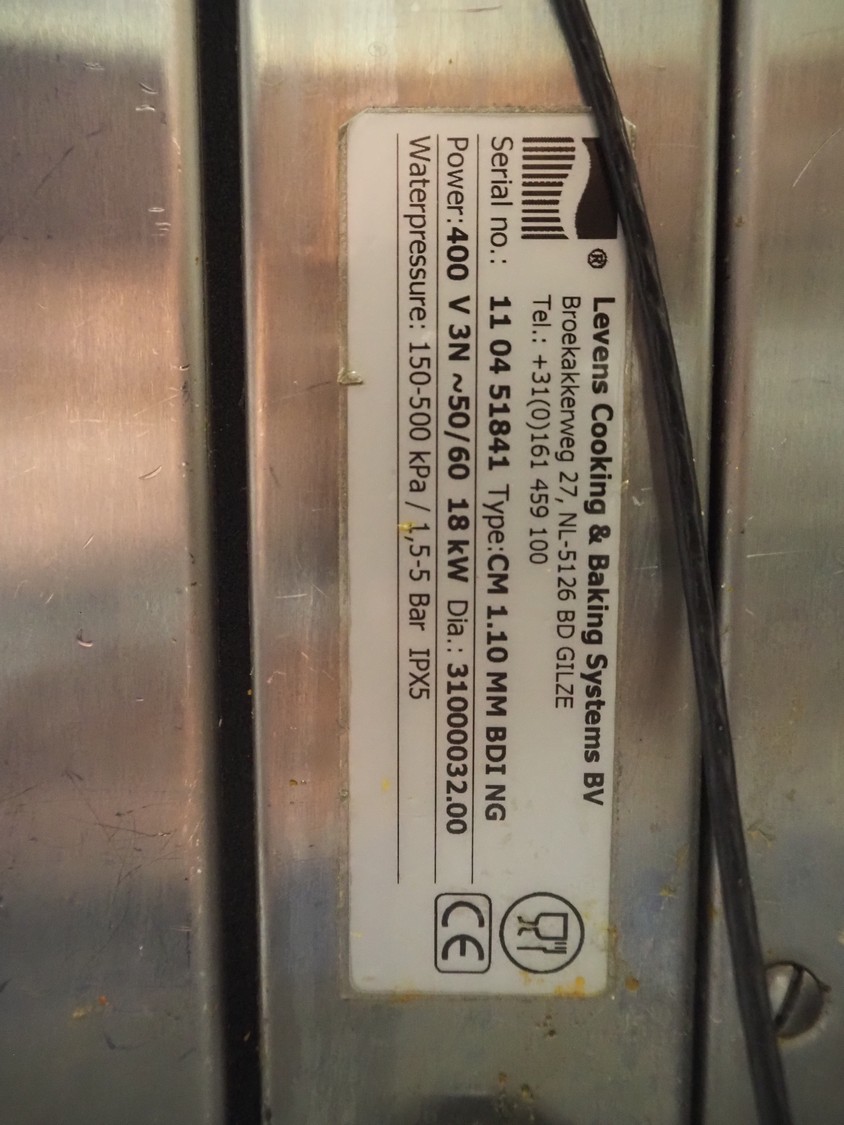 ® Levens Cooking & Baking Systems BV
Broekakkerweg 27, NL-5126 BD GILZE
Tel.: +31(0)161 459 100
Serial no.: 11 04 51841 Type:CM 1.10 MM BDI NG
Power:400 V 3N ~50/60 18 kW Dia.: 31000032.00
Waterpressure: 150-500 kPa / 1,5-5 Bar IPX5
CE